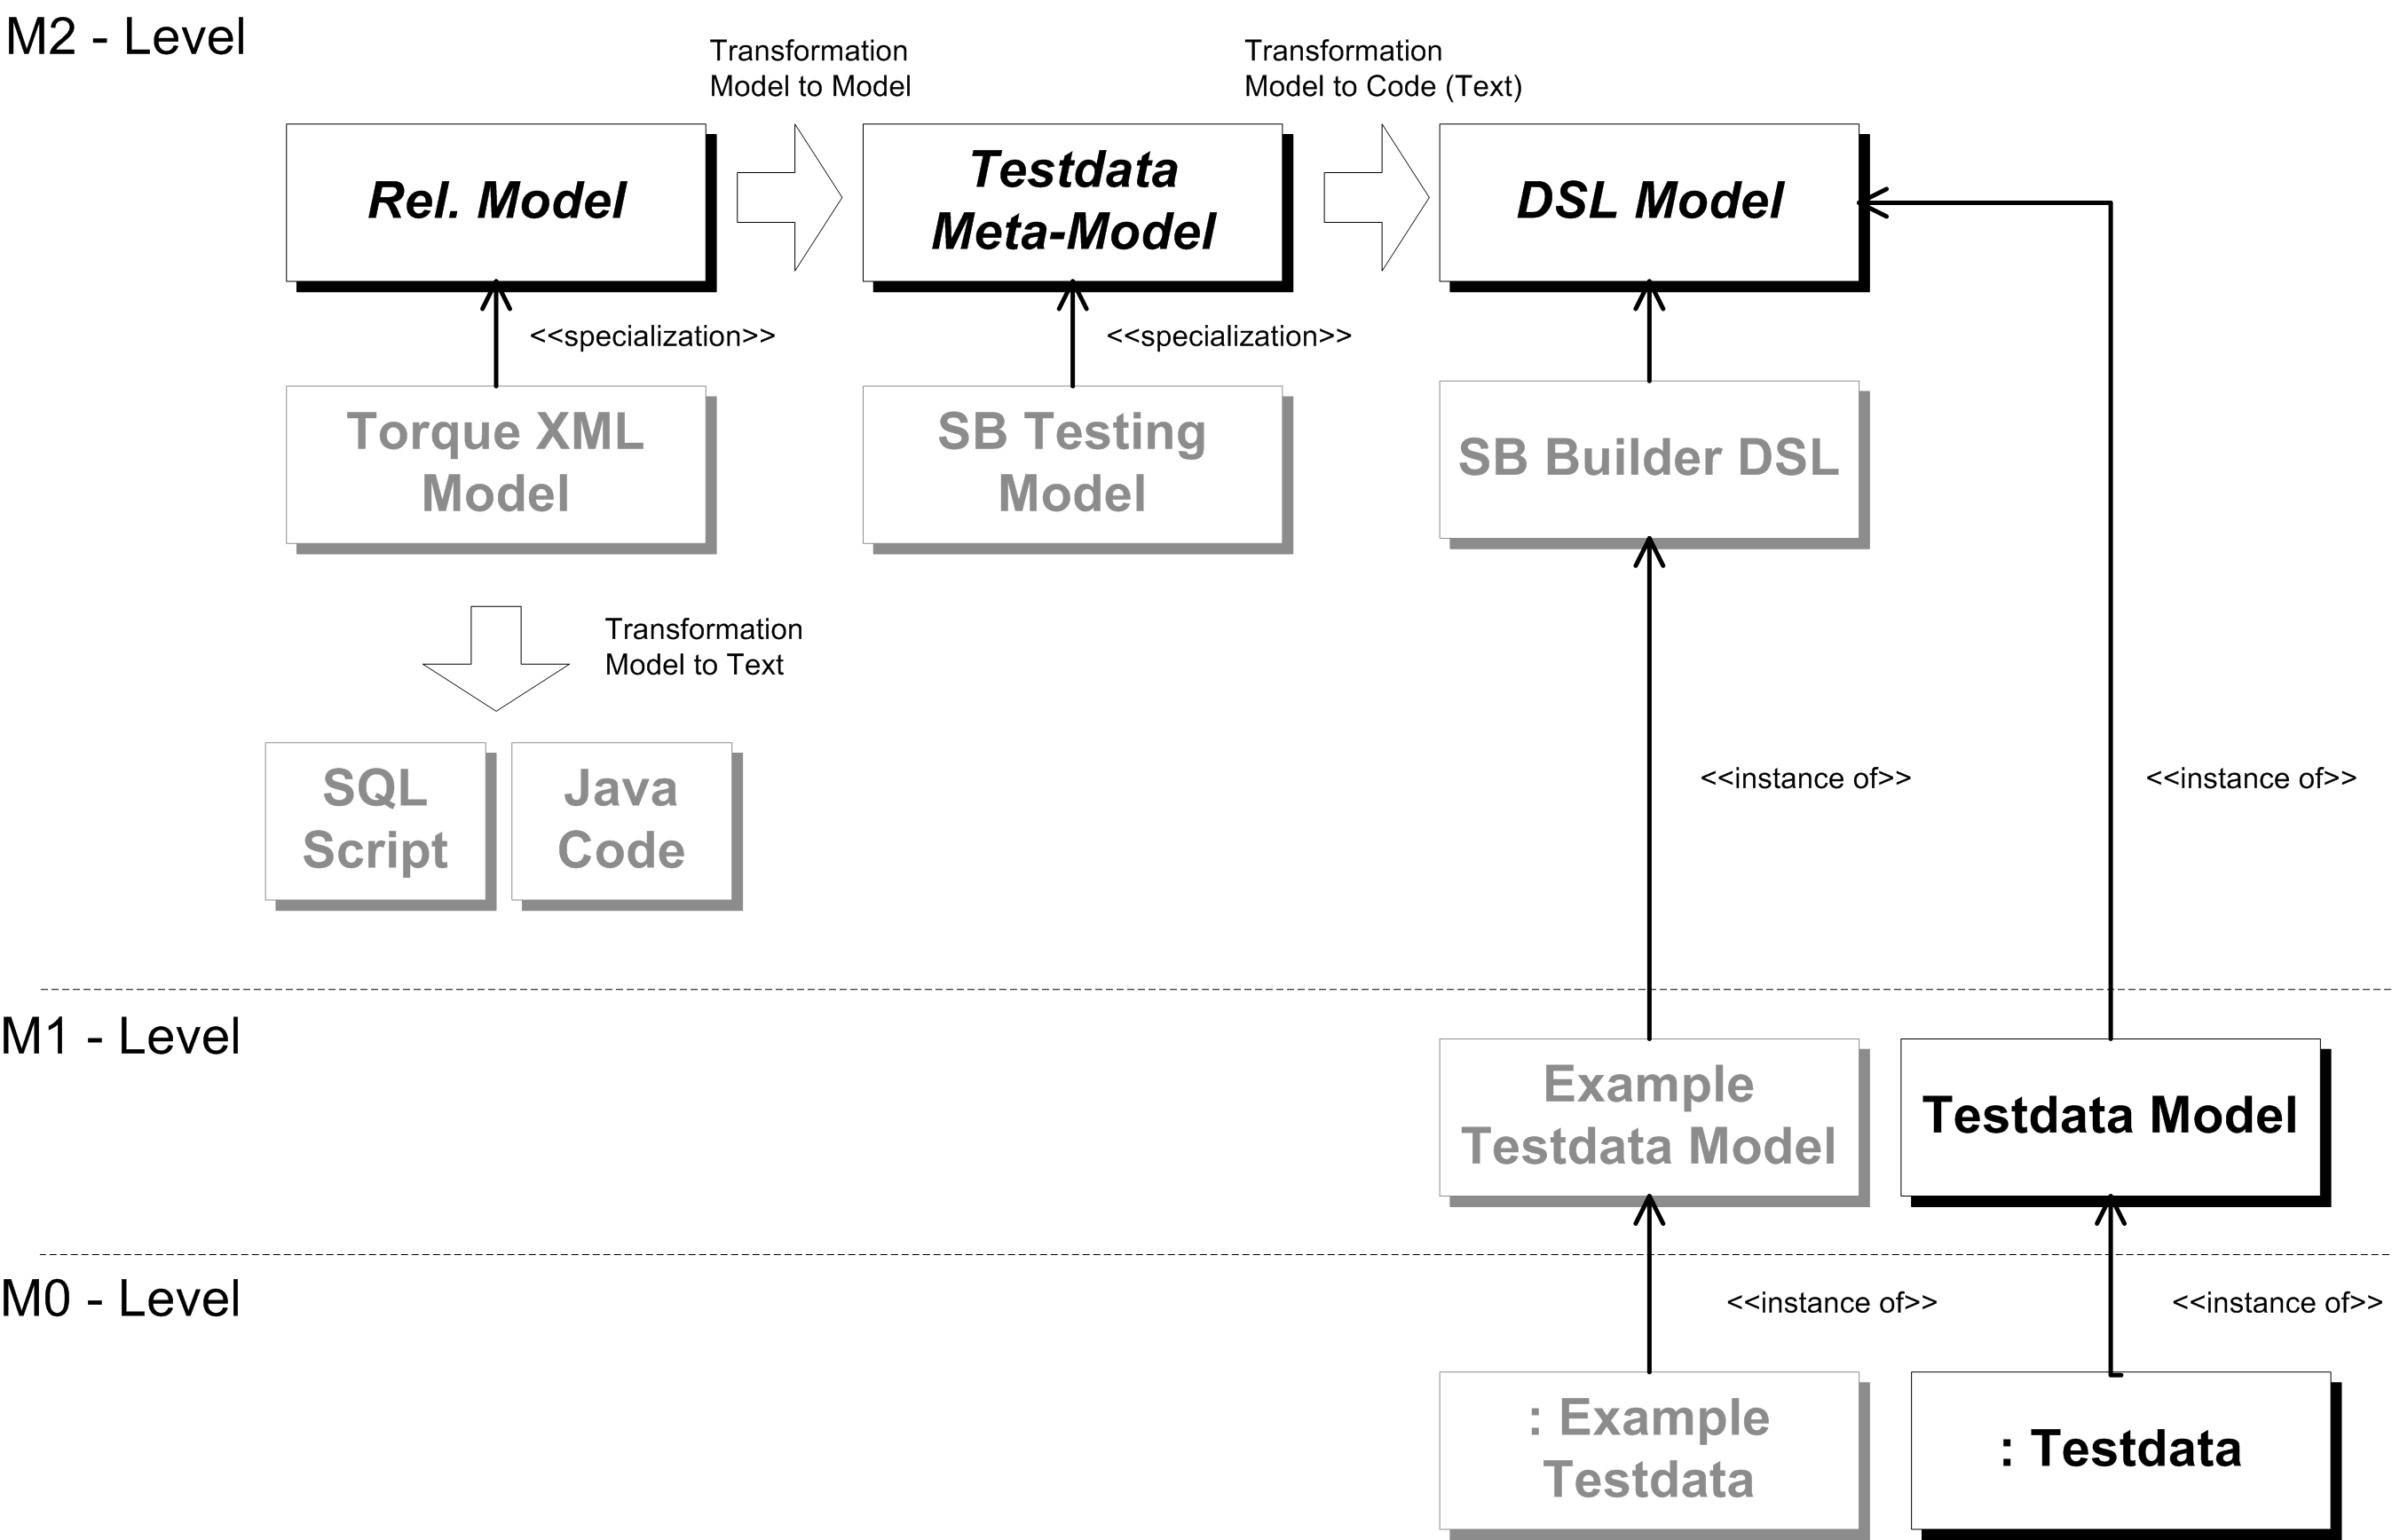 M2 - Level
Transformation
Model to Model
Transformation
Model to Code (Text)
Rel. Model
Testdata
Meta-Model
DSL Model
<<specialization>>
<<specialization>>
Torque XML
Model
SB Testing
Model
SB Builder DSL
Transformation
Model to Text
SQL
Script
Java
Code
<<instance of>>
<<instance of>>
M1 - Level
Example
Testdata Model
Testdata Model
M0 - Level
<<instance of>>
<<instance of>>
: Example
Testdata
: Testdata